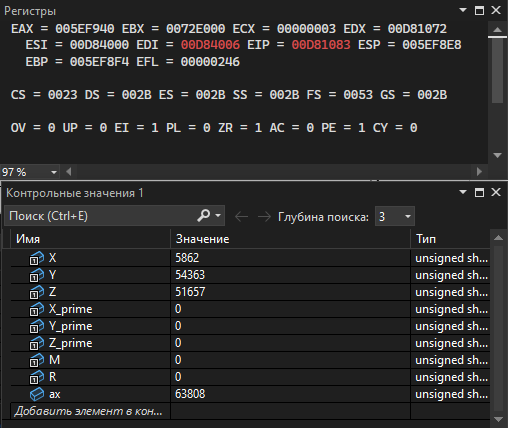 Регистры
EAX = 005EF940 EBX = 0072E000 ECX = 00000003 EDX = 00D81072
ESI = 00D84000 EDI = 00D84006 EIP = 00D81083 ESP = 005EF8E8
EBP = 005EF8F4 EFL = 00000246
CS = 0023 DS = 002B ES = 002B SS = 002B FS = 0053 GS = 002B
OV = 0 UP = 0 EI = 1 PL = 0 ZR = 1 AC = 0 PE = 1 CY = 0
97 %
Контрольные значения 1
Поиск (Ctrl+E) Глубина поиска: 3
Имя Значение Тип
X 5862 unsigned sh...
Y 54363 unsigned sh...
Z 51657 unsigned sh...
X_prime 0 unsigned sh...
Y_prime 0 unsigned sh...
Z_prime 0 unsigned sh...
M 0 unsigned sh...
R 0 unsigned sh...
ax 63808 unsigned sh...
Добавить элемент в кон...